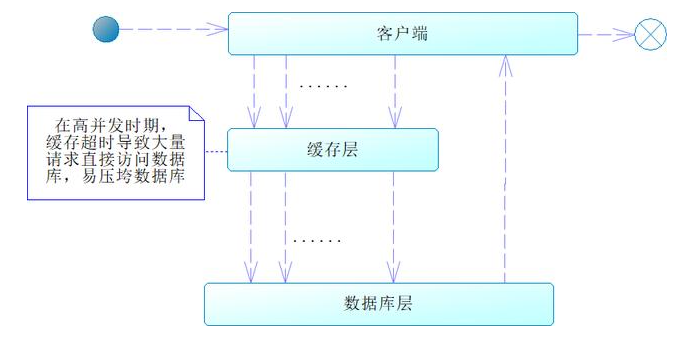 客户端
......
在高并发时期，
缓存超时导致大量
请求直接访问数据
库，易压垮数据库
缓存层
......
数据库层